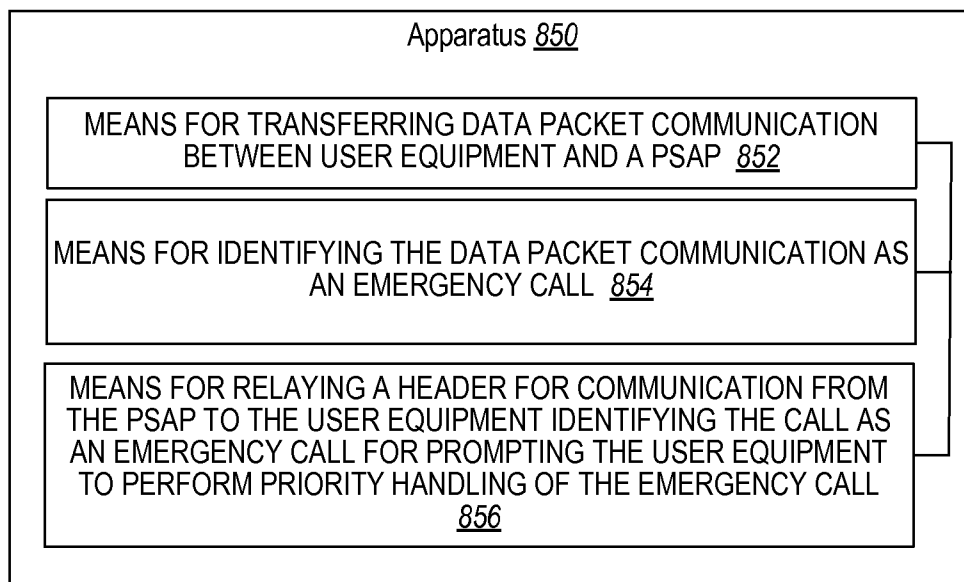 Apparatus 850
MEANS FOR TRANSFERRING DATA PACKET COMMUNICATION
BETWEEN USER EQUIPMENT AND A PSAP 852
MEANS FOR IDENTIFYING THE DATA PACKET COMMUNICATION AS
AN EMERGENCY CALL 854
MEANS FOR RELAYING A HEADER FOR COMMUNICATION FROM
THE PSAP TO THE USER EQUIPMENT IDENTIFYING THE CALL AS
AN EMERGENCY CALL FOR PROMPTING THE USER EQUIPMENT
TO PERFORM PRIORITY HANDLING OF THE EMERGENCY CALL
856